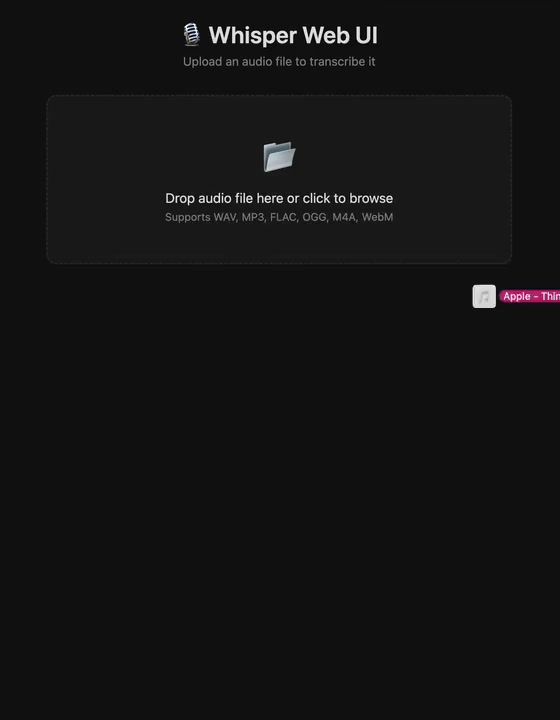 Whisper Web UI
Upload an audio file to transcribe it
Drop audio file here or click to browse
Supports WAV, MP3, FLAC, OGG, M4A, WebM
Apple - Thin